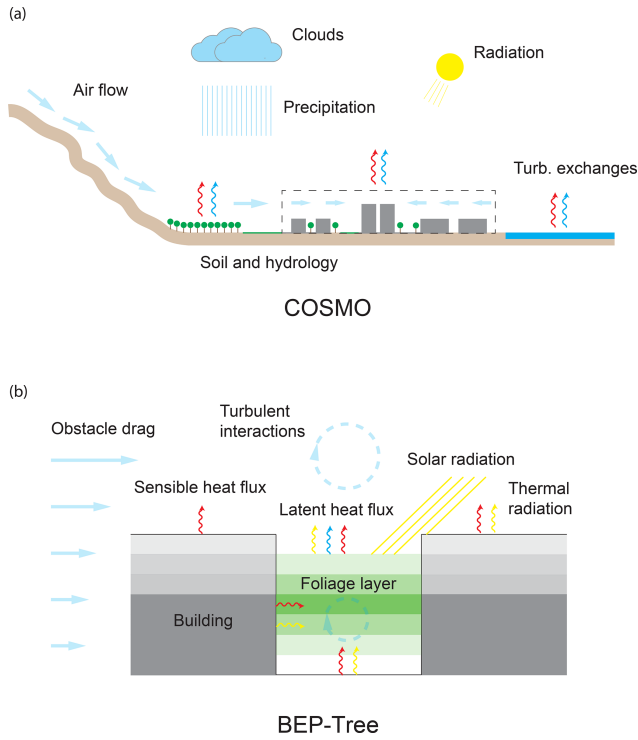 (a)
Clouds
Radiation
Air flow
Precipitation
Turb. exchanges
Soil and hydrology
COSMO
(b)
Turbulent
interactions
Obstacle drag
Solar radiation
Sensible heat flux
Thermal
radiation
Latent heat flux
Foliage layer
Building
BEP-Tree